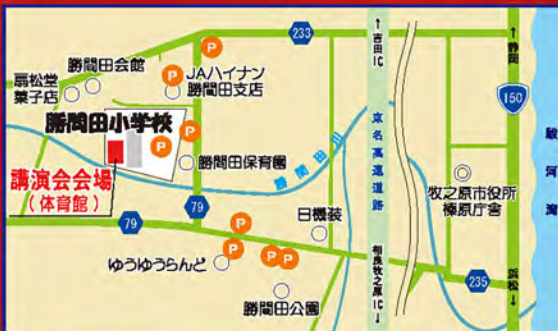 233
↑吉田IC
↑静岡
150
勝間田会館
扇松堂
菓子店
P
P
JAハイナン
勝間田支店
勝間田小学校
P
P
勝間田保育園
勝間田川
東名高速道路
駿河湾
講演会会場
(体育館)
牧之原市役所
榛原庁舎
79
79
P
日機装
P
P
P
ゆうゆうらんど
勝間田公園
相良牧之原IC↓
235
浜松↓